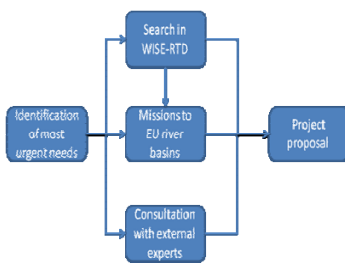 Search in
WISE-RTD
Identification
of most
urgent needs
Missions to
EU river
basins
Project
proposal
Consultation
with external
experts